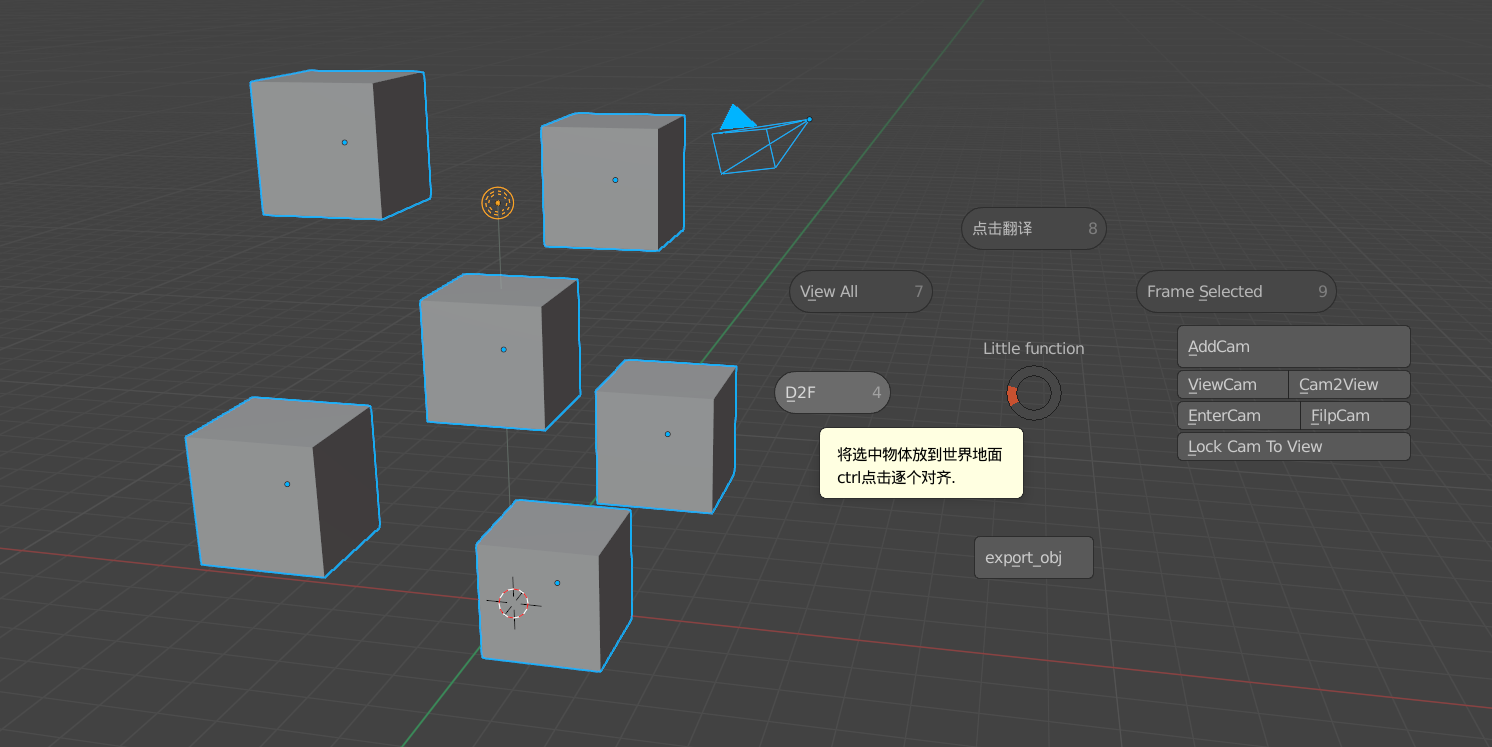 点击翻译 8
View All 7
Frame Selected 9
Little function
AddCam
ViewCam Cam2View
D2F 4
EnterCam FilpCam
Lock Cam To View
将选中物体放到世界地面
ctrl点击逐个对齐.
export_obj